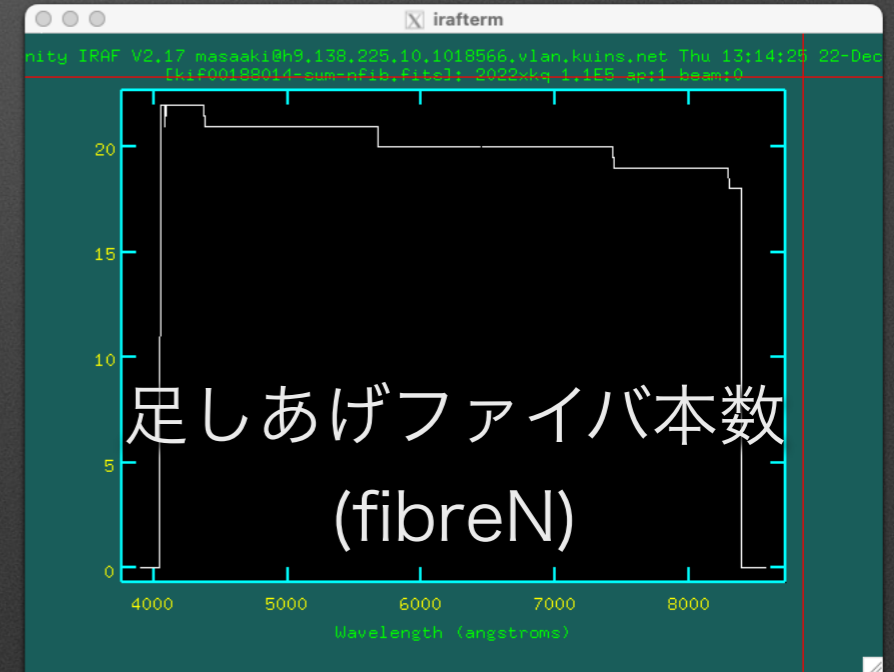 irafterm
nity IRAF V2.17 masaaki@h9.138.225.10.1018566.vlan.kuins.net Thu 13:14:25 22-Dec
[kif00188014-sum-nfib.fits]: 2022xkq 1.1E5 ap:1 beam:0
20
15
10
5
0
足しあげファイバ本数
(fibreN)
4000 5000 6000 7000 8000
Wavelength (angstroms)